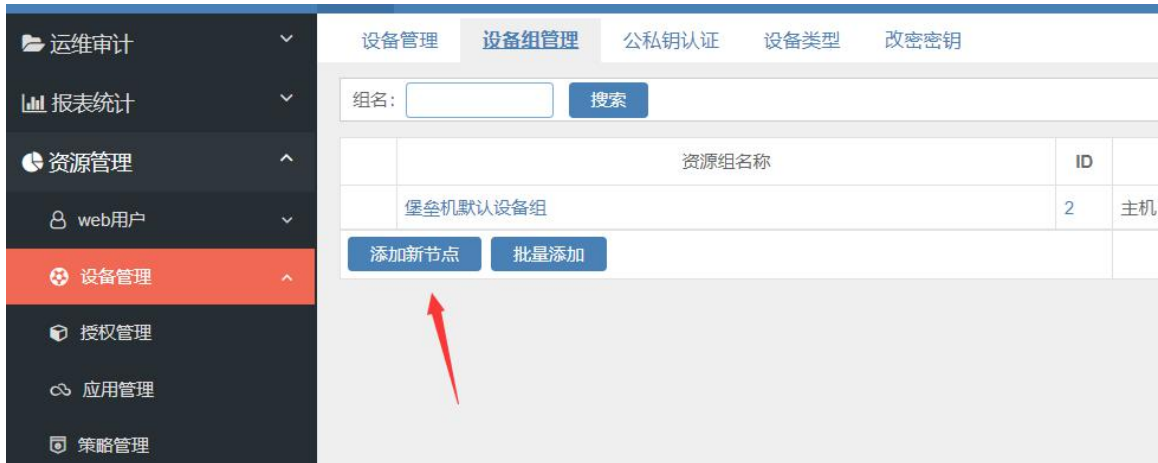 运维审计
报表统计
资源管理
web用户
设备管理
授权管理
应用管理
策略管理
设备管理 设备组管理 公私钥认证 设备类型 改密密钥
组名： 搜索
资源组名称 ID
堡垒机默认设备组 2 主机
添加新节点 批量添加